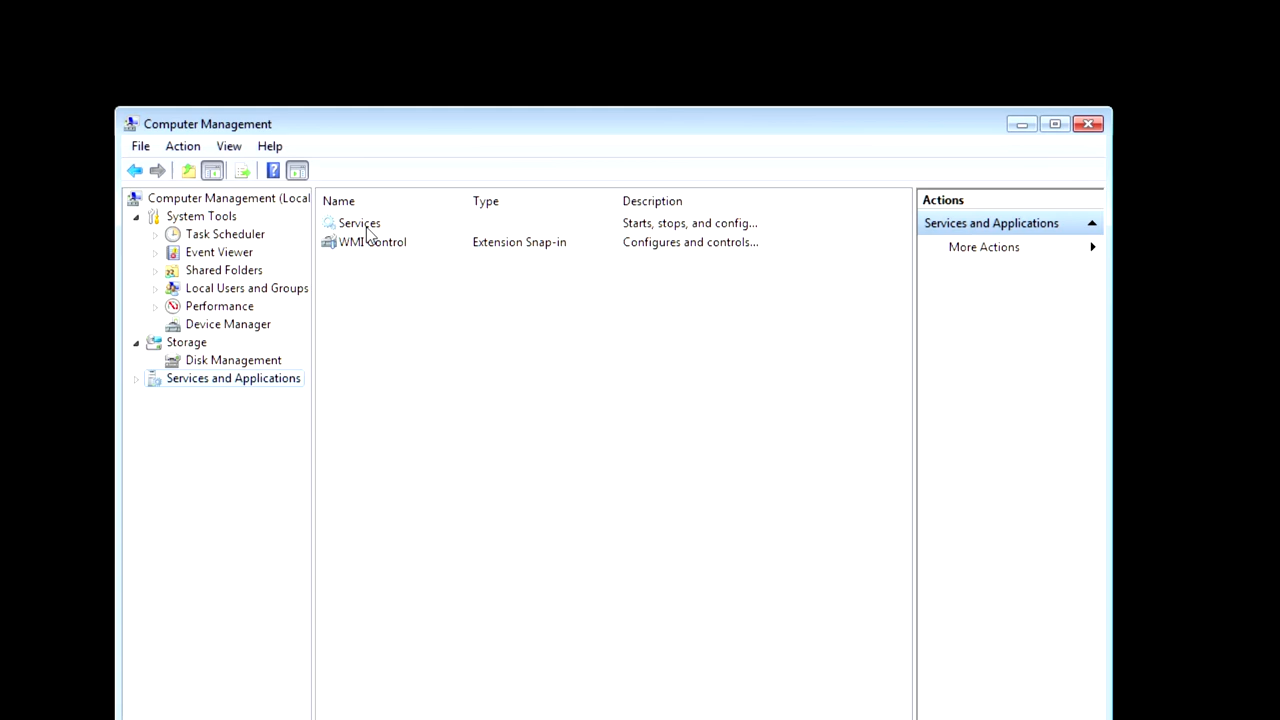 Computer Management
File Action View Help
Computer Management (Local
System Tools
Task Scheduler
Event Viewer
Shared Folders
Local Users and Groups
Performance
Device Manager
Storage
Disk Management
Services and Applications
Name Type Description
Services Starts, stops, and config...
WMI Control Extension Snap-in Configures and controls...
Actions
Services and Applications
More Actions